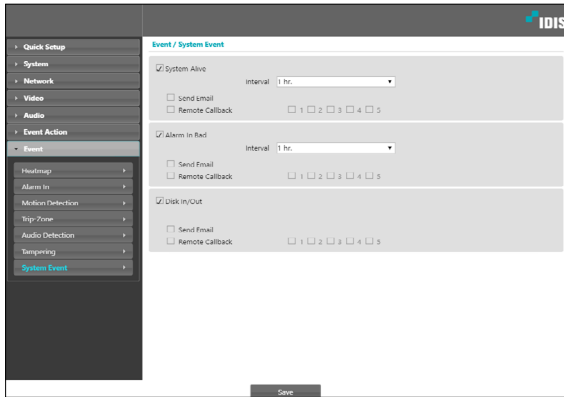 IDIS
Quick Setup
System
Network
Video
Audio
Event Action
Event
Heatmap
Alarm In
Motion Detection
Trip-Zone
Audio Detection
Tampering
System Event
Event / System Event
System Alive
Interval 1 hr.
Send Email
Remote Callback 1 2 3 4 5
Alarm In Bad
Interval 1 hr.
Send Email
Remote Callback 1 2 3 4 5
Disk In/Out
Send Email
Remote Callback 1 2 3 4 5
Save